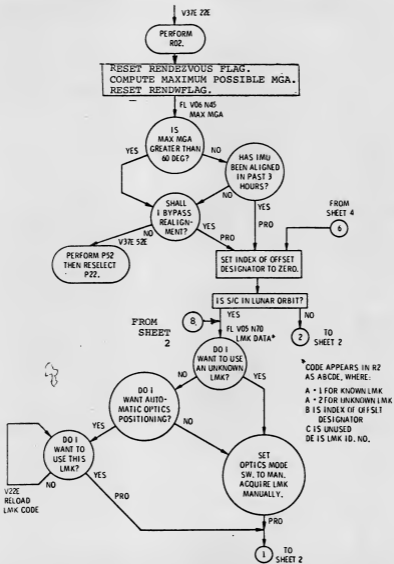 V37E 22E
PERFORM
R02.
RESET RENDEZVOUS FLAG.
COMPUTE MAXIMUM POSSIBLE MGA.
RESET RENDWFLAG.
FL V06 N45
MAX MGA
IS
MAX MGA
GREATER THAN
60 DEG?
YES
NO
HAS IMU
BEEN ALIGNED
IN PAST 3
HOURS?
NO
YES
SHALL
I BYPASS
REALIGN-
MENT?
NO
V37E 52E
YES
PRO
PRO
FROM
SHEET 4
6
PERFORM P52
THEN RESELECT
P22.
SET INDEX OF OFFSET
DESIGNATOR TO ZERO.
IS S/C IN LUNAR ORBIT?
YES
NO
FROM
SHEET
2
8
FL V05 N70
LMK DATA*
2
TO
SHEET 2
DO I
WANT TO USE
AN UNKNOWN
LMK?
NO
YES
*CODE APPEARS IN R2
AS ABCDE, WHERE:
A = 1 FOR KNOWN LMK
A = 2 FOR UNKNOWN LMK
B IS INDEX OF OFFSET
DESIGNATOR
C IS UNUSED
DE IS LMK ID. NO.
DO I
WANT AUTO-
MATIC OPTICS
POSITIONING?
YES
NO
DO I
WANT TO
USE THIS
LMK?
NO
YES
PRO
V22E
RELOAD
LMK CODE
SET
OPTICS MODE
SW. TO MAN.
ACQUIRE LMK
MANUALLY.
PRO
1
TO
SHEET 2